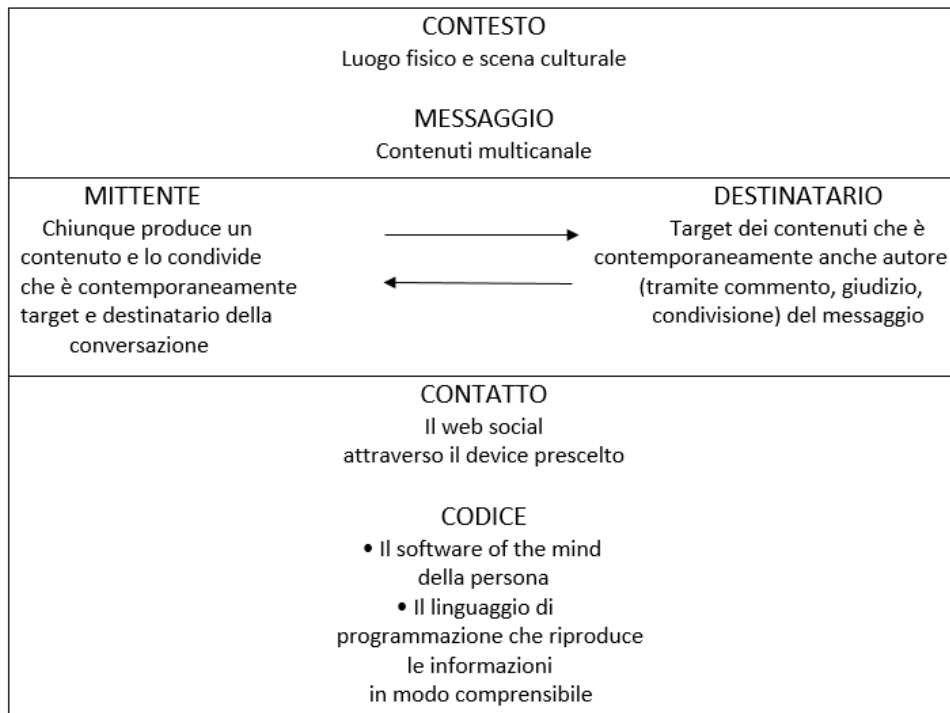 CONTESTO
Luogo fisico e scena culturale
MESSAGGIO
Contenuti multicanale
MITTENTE
Chiunque produce un
contenuto e lo condivide
che è contemporaneamente
target e destinatario della
conversazione
DESTINATARIO
Target dei contenuti che è
contemporaneamente anche autore
(tramite commento, giudizio,
condivisione) del messaggio
CONTATTO
Il web social
attraverso il device prescelto
CODICE
• Il software of the mind
della persona
• Il linguaggio di
programmazione che riproduce
le informazioni
in modo comprensibile